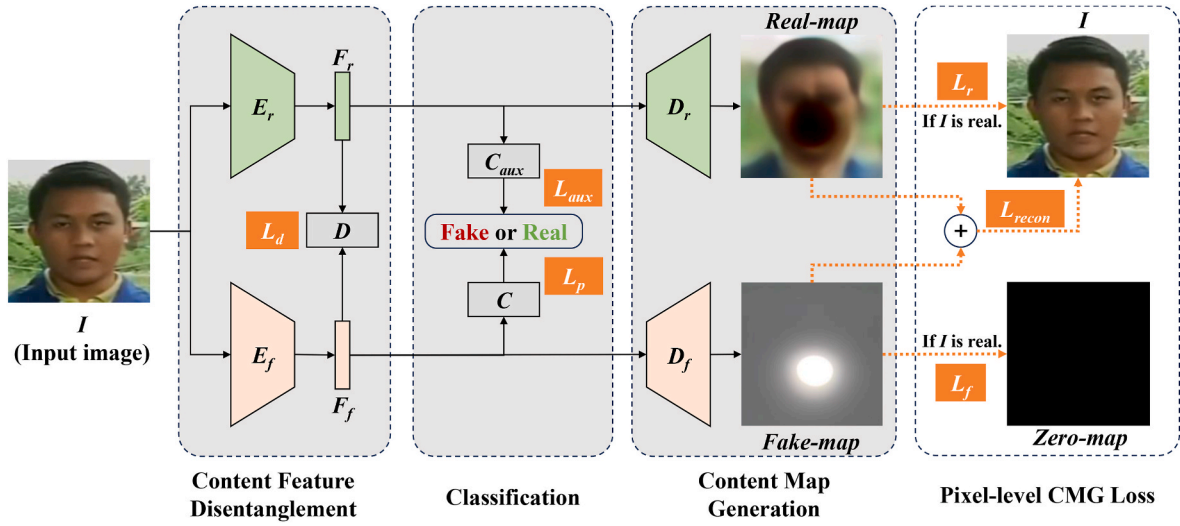 Real-map
I
F_r
E_r
D_r
L_r
If I is real.
C_aux
L_aux
L_recon
L_d
D
Fake or Real
+
L_p
C
I
(Input image)
E_f
F_f
D_f
If I is real.
L_f
Fake-map
Zero-map
Content Feature
Disentanglement
Classification
Content Map
Generation
Pixel-level CMG Loss